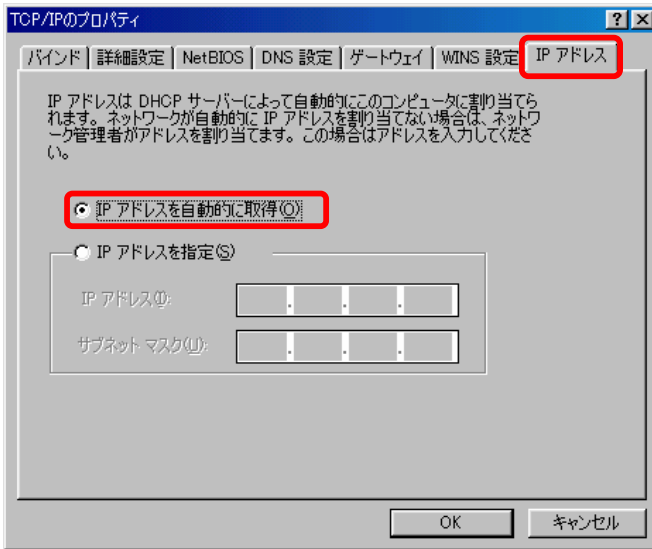 TCP/IPのプロパティ
バインド 詳細設定 NetBIOS DNS 設定 ゲートウェイ WINS 設定 IP アドレス
IP アドレスは DHCP サーバーによって自動的にこのコンピュータに割り当てら
れます。ネットワークが自動的に IP アドレスを割り当てない場合は、ネットワ
ーク管理者がアドレスを割り当てます。この場合はアドレスを入力してくださ
い。
IP アドレスを自動的に取得(O)
IP アドレスを指定(S)
IP アドレス(I):
サブネット マスク(U):
OK キャンセル